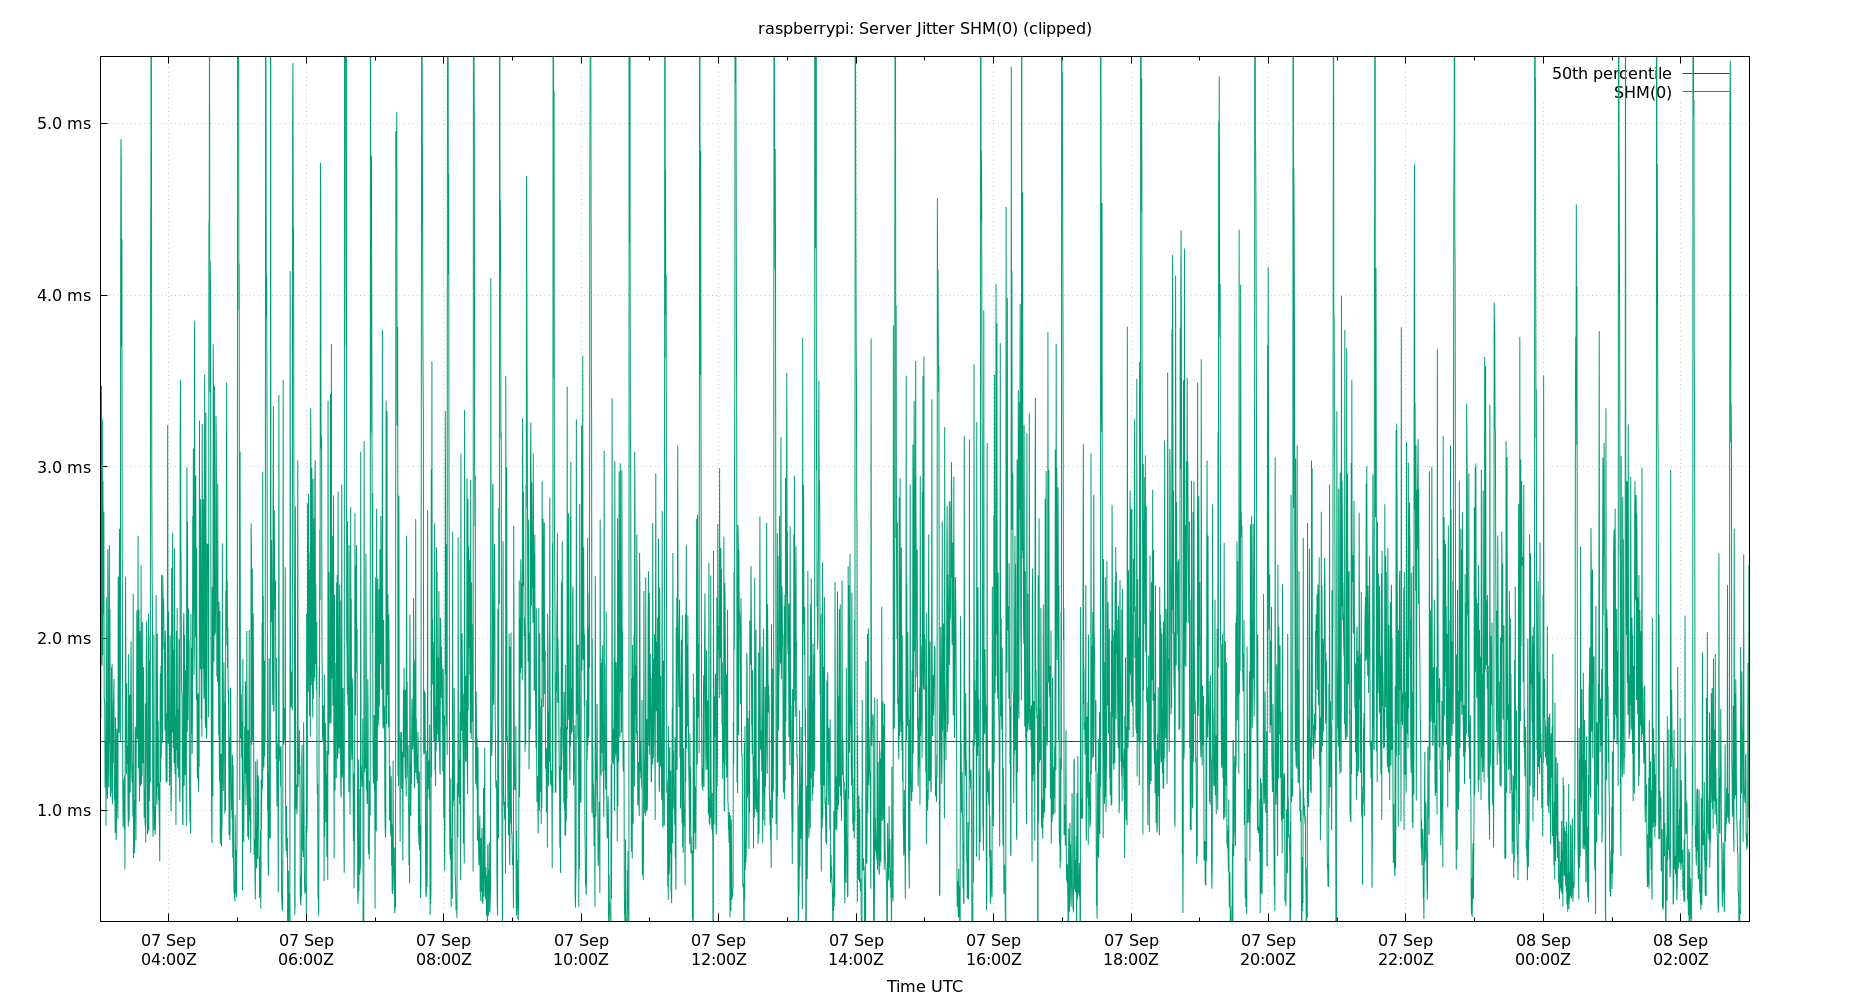 raspberrypi: Server Jitter SHM(0) (clipped)
50th percentile
SHM(0)
5.0 ms
4.0 ms
3.0 ms
2.0 ms
1.0 ms
07 Sep 07 Sep 07 Sep 07 Sep 07 Sep 07 Sep 07 Sep 07 Sep 07 Sep 07 Sep 08 Sep 08 Sep
04:00Z 06:00Z 08:00Z 10:00Z 12:00Z 14:00Z 16:00Z 18:00Z 20:00Z 22:00Z 00:00Z 02:00Z
Time UTC